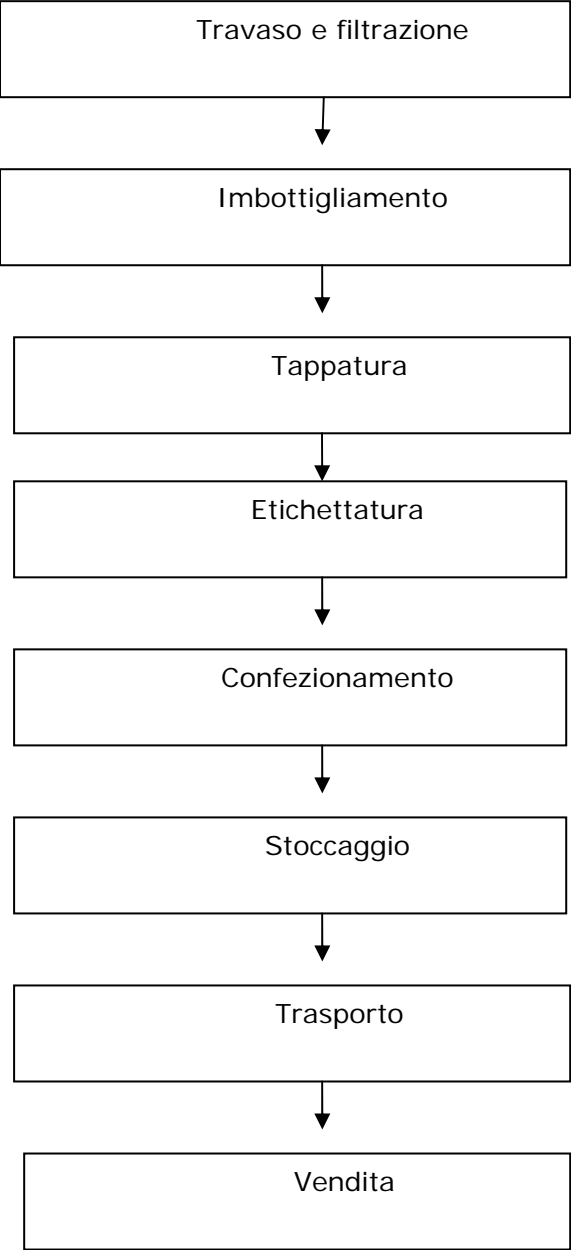 Travaso e filtrazione
Imbottigliamento
Tappatura
Etichettatura
Confezionamento
Stoccaggio
Trasporto
Vendita